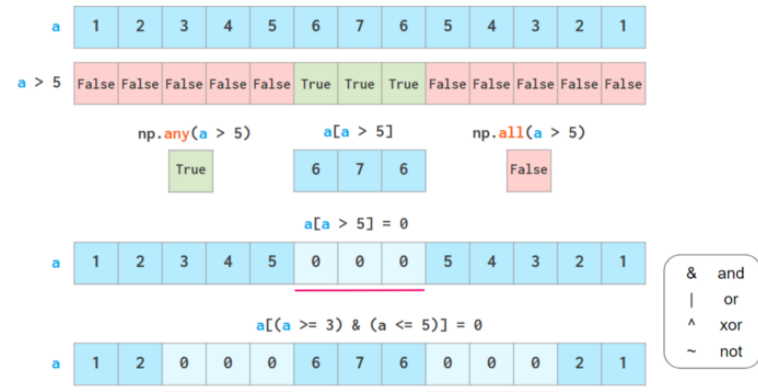 a 1 2 3 4 5 6 7 6 5 4 3 2 1
a > 5 False False False False False True True True False False False False False
np.any(a > 5) a[a > 5] np.all(a > 5)
True 6 7 6 False
a[a > 5] = 0
a 1 2 3 4 5 0 0 0 5 4 3 2 1
& and
| or
^ xor
~ not
a[(a >= 3) & (a <= 5)] = 0
a 1 2 0 0 0 6 7 6 0 0 0 2 1